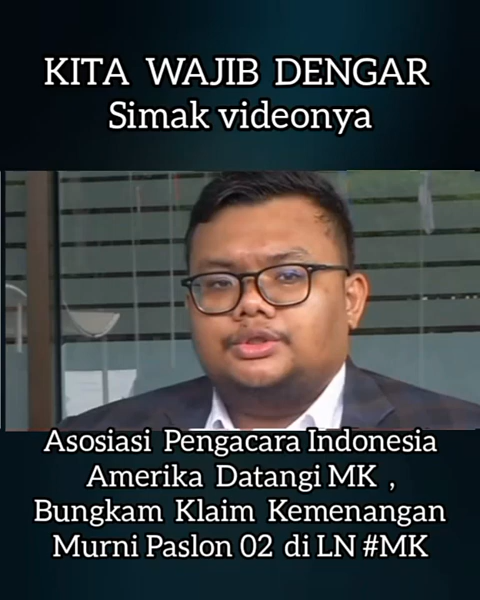 KITA WAJIB DENGAR
Simak videonya
Asosiasi Pengacara Indonesia
Amerika Datangi MK ,
Bungkam Klaim Kemenangan
Murni Paslon 02 di LN #MK